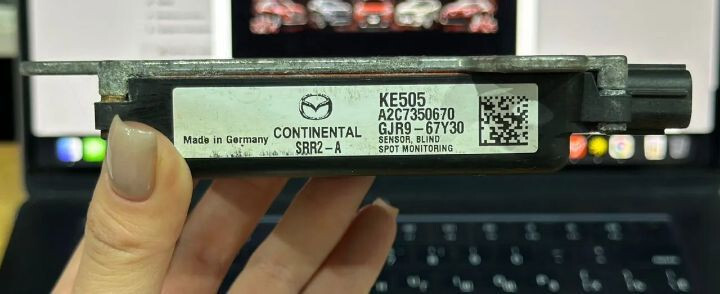 KE505
A2C7350670
GJR9-67Y30
SENSOR, BLIND
SPOT MONITORING
Made in Germany
CONTINENTAL
SBR2-A